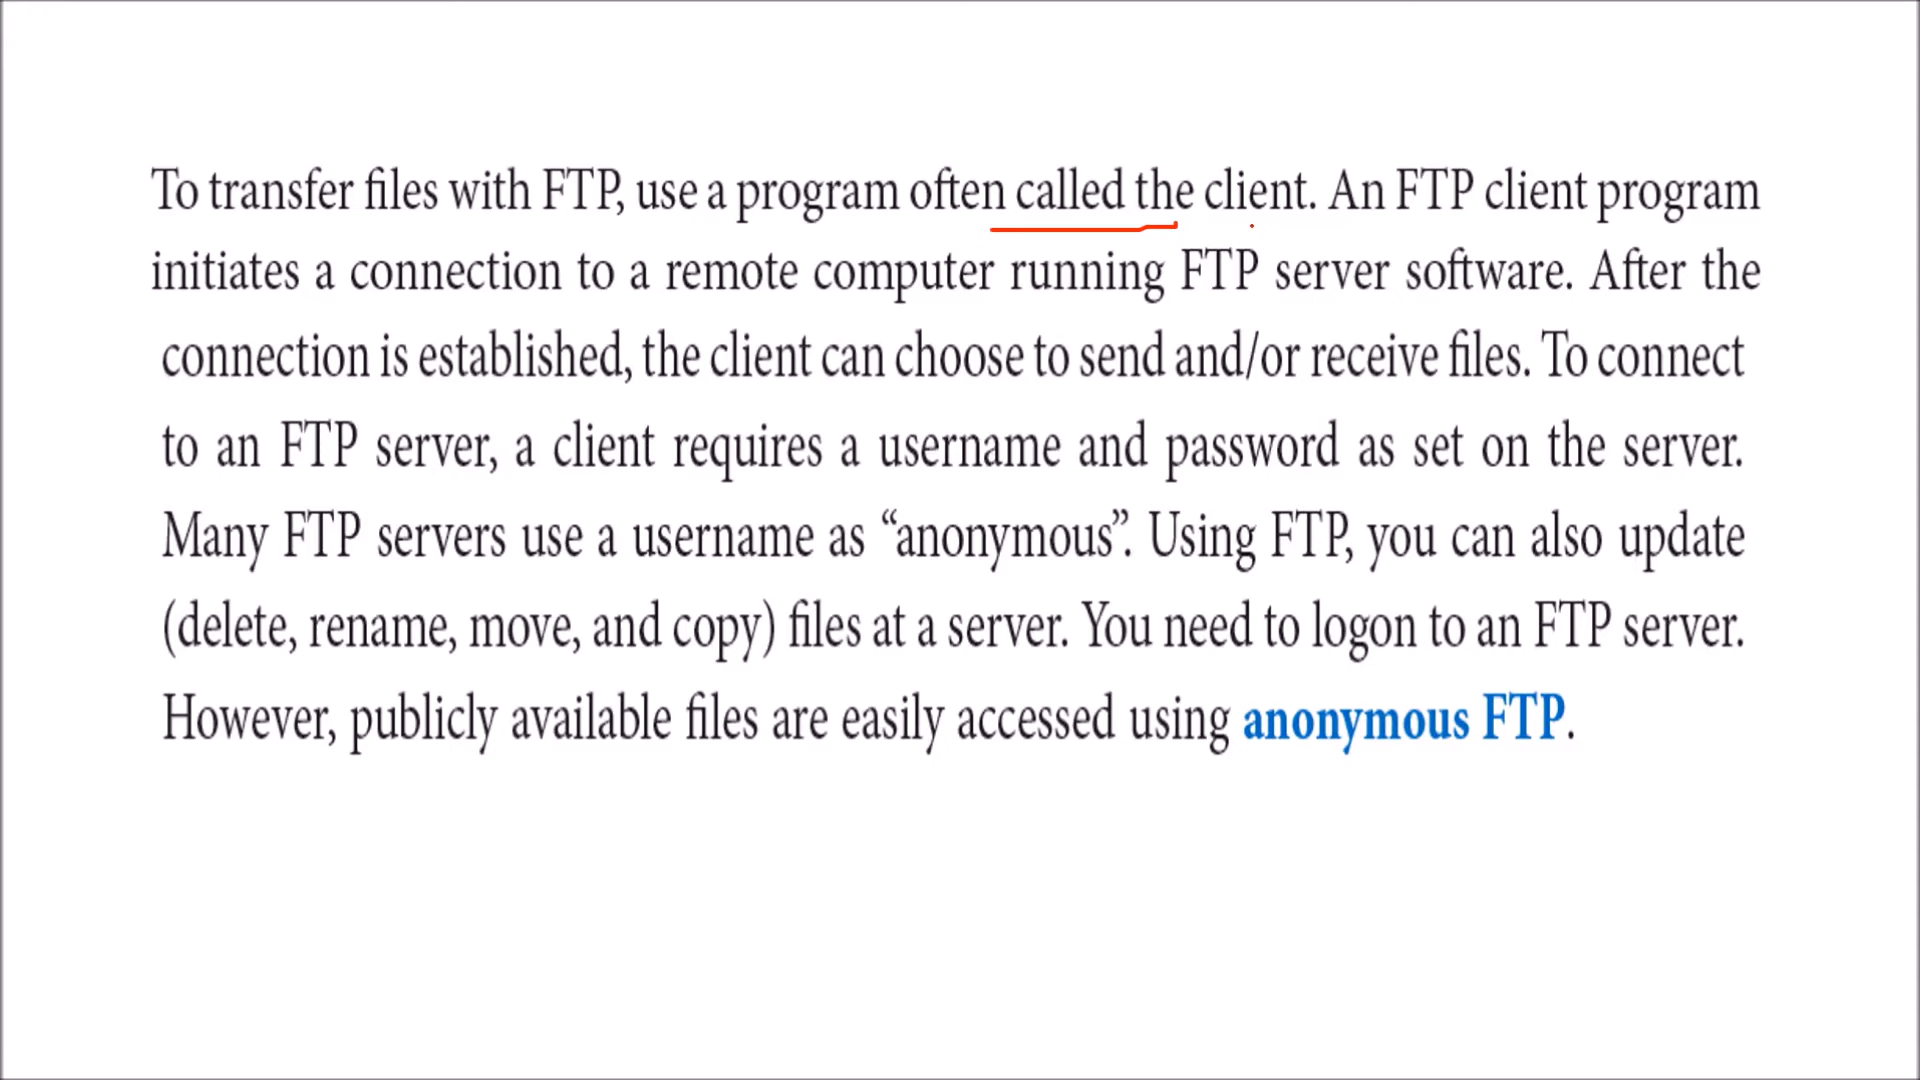 To transfer files with FTP, use a program often called the client. An FTP client program
initiates a connection to a remote computer running FTP server software. After the
connection is established, the client can choose to send and/or receive files. To connect
to an FTP server, a client requires a username and password as set on the server.
Many FTP servers use a username as “anonymous”. Using FTP, you can also update
(delete, rename, move, and copy) files at a server. You need to logon to an FTP server.
However, publicly available files are easily accessed using anonymous FTP.